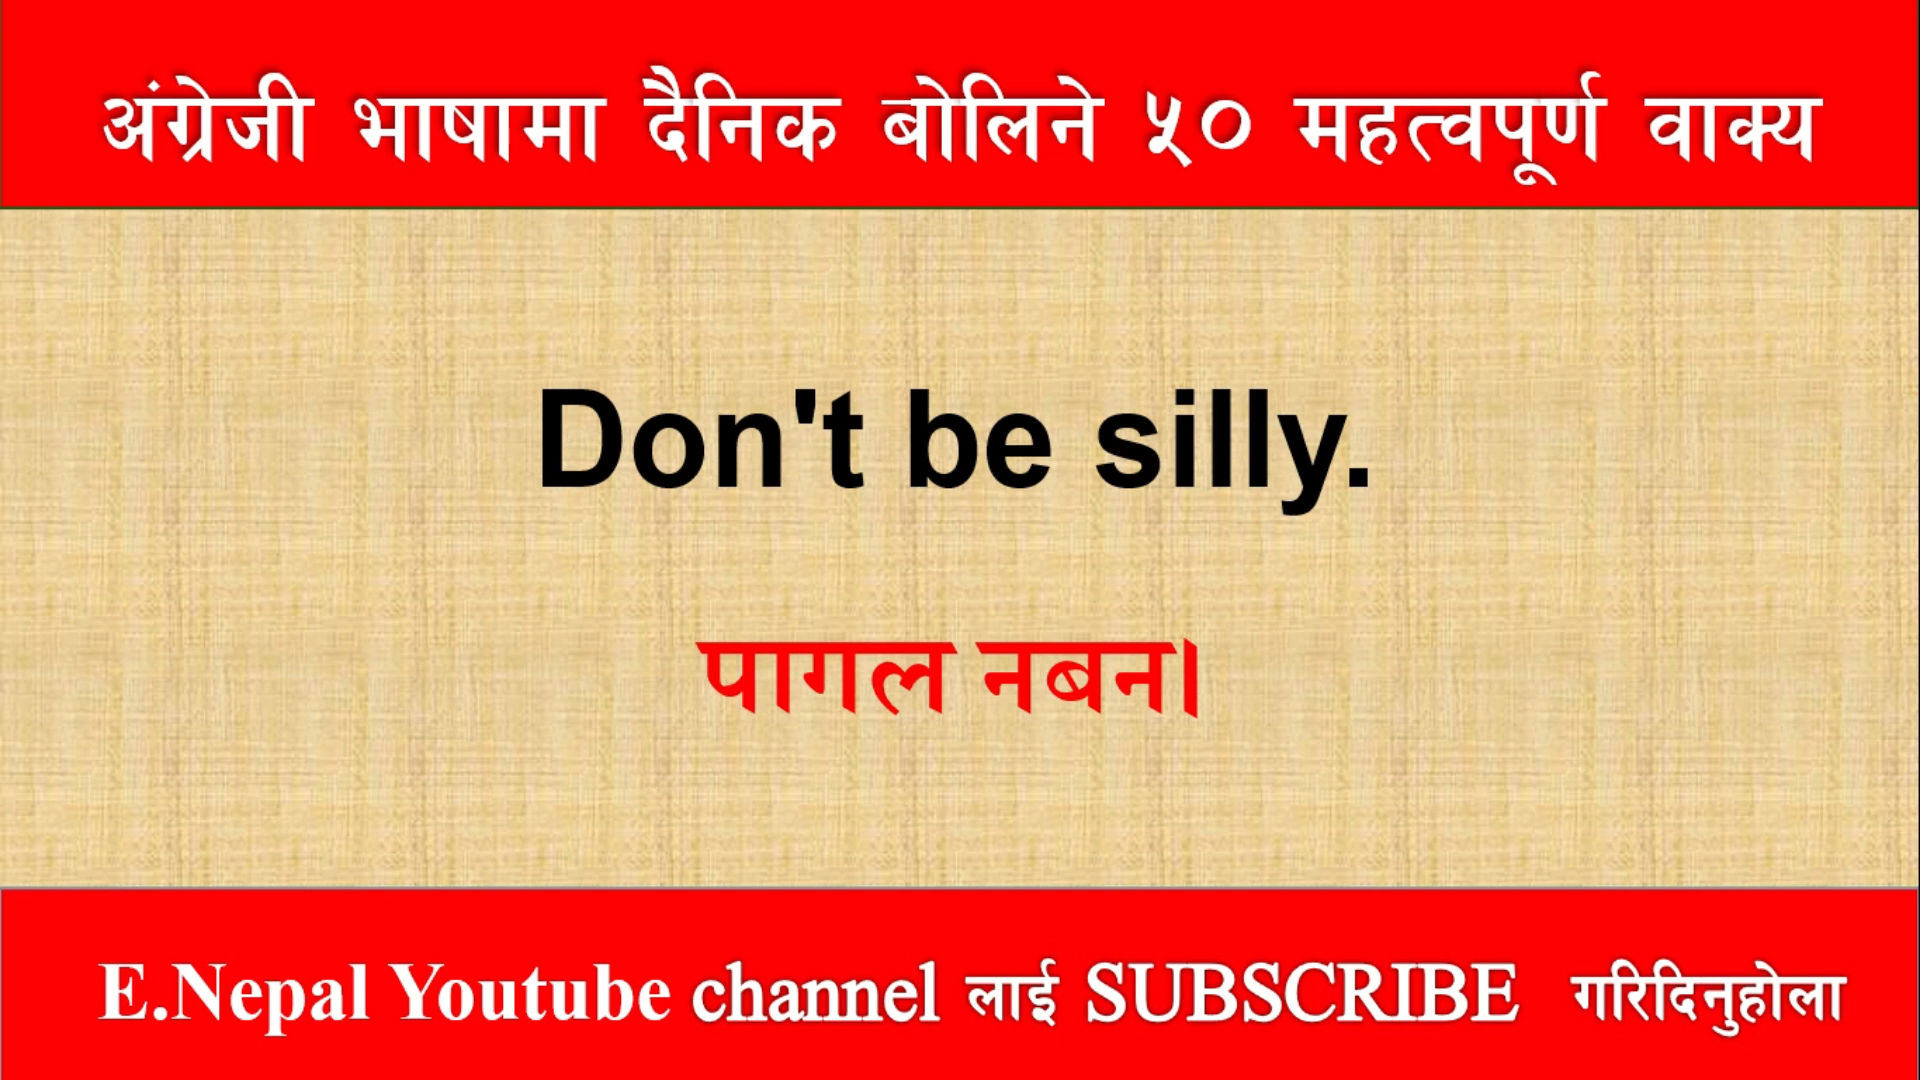 अंग्रेजी भाषामा दैनिक बोलिने ५० महत्वपूर्ण वाक्य
Don't be silly.
पागल नबन।
E.Nepal Youtube channel लाई SUBSCRIBE गरिदिनुहोला